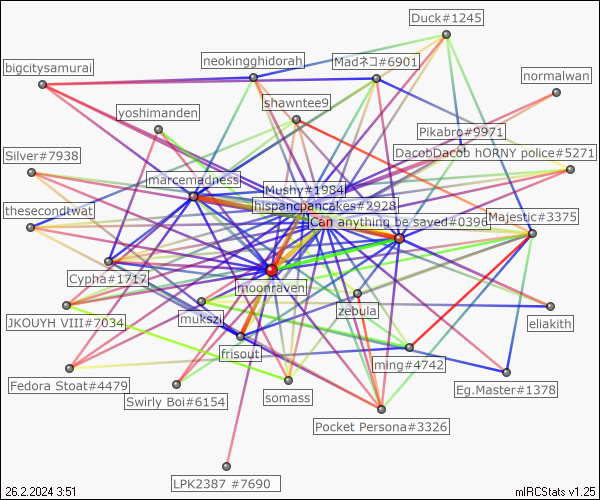 Duck#1245
neokingghidorah
Madネコ#6901
bigcitysamurai
normalwan
shawntee9
yoshimanden
Pikabro#9971
DacobDacob hORNY police#5271
Silver#7938
marcemadness
Mushy#1984
hispancpancakes#2928
thesecondtwat
Can anything be saved#0396
Majestic#3375
Cypha#1717
moonraven
JKOUYH VIII#7034
mukszi
zebula
eliakith
frisout
ming#4742
Fedora Stoat#4479
Swirly Boi#6154
somass
Eg.Master#1378
Pocket Persona#3326
LPK2387 #7690
26.2.2024 3:51
mIRCStats v1.25